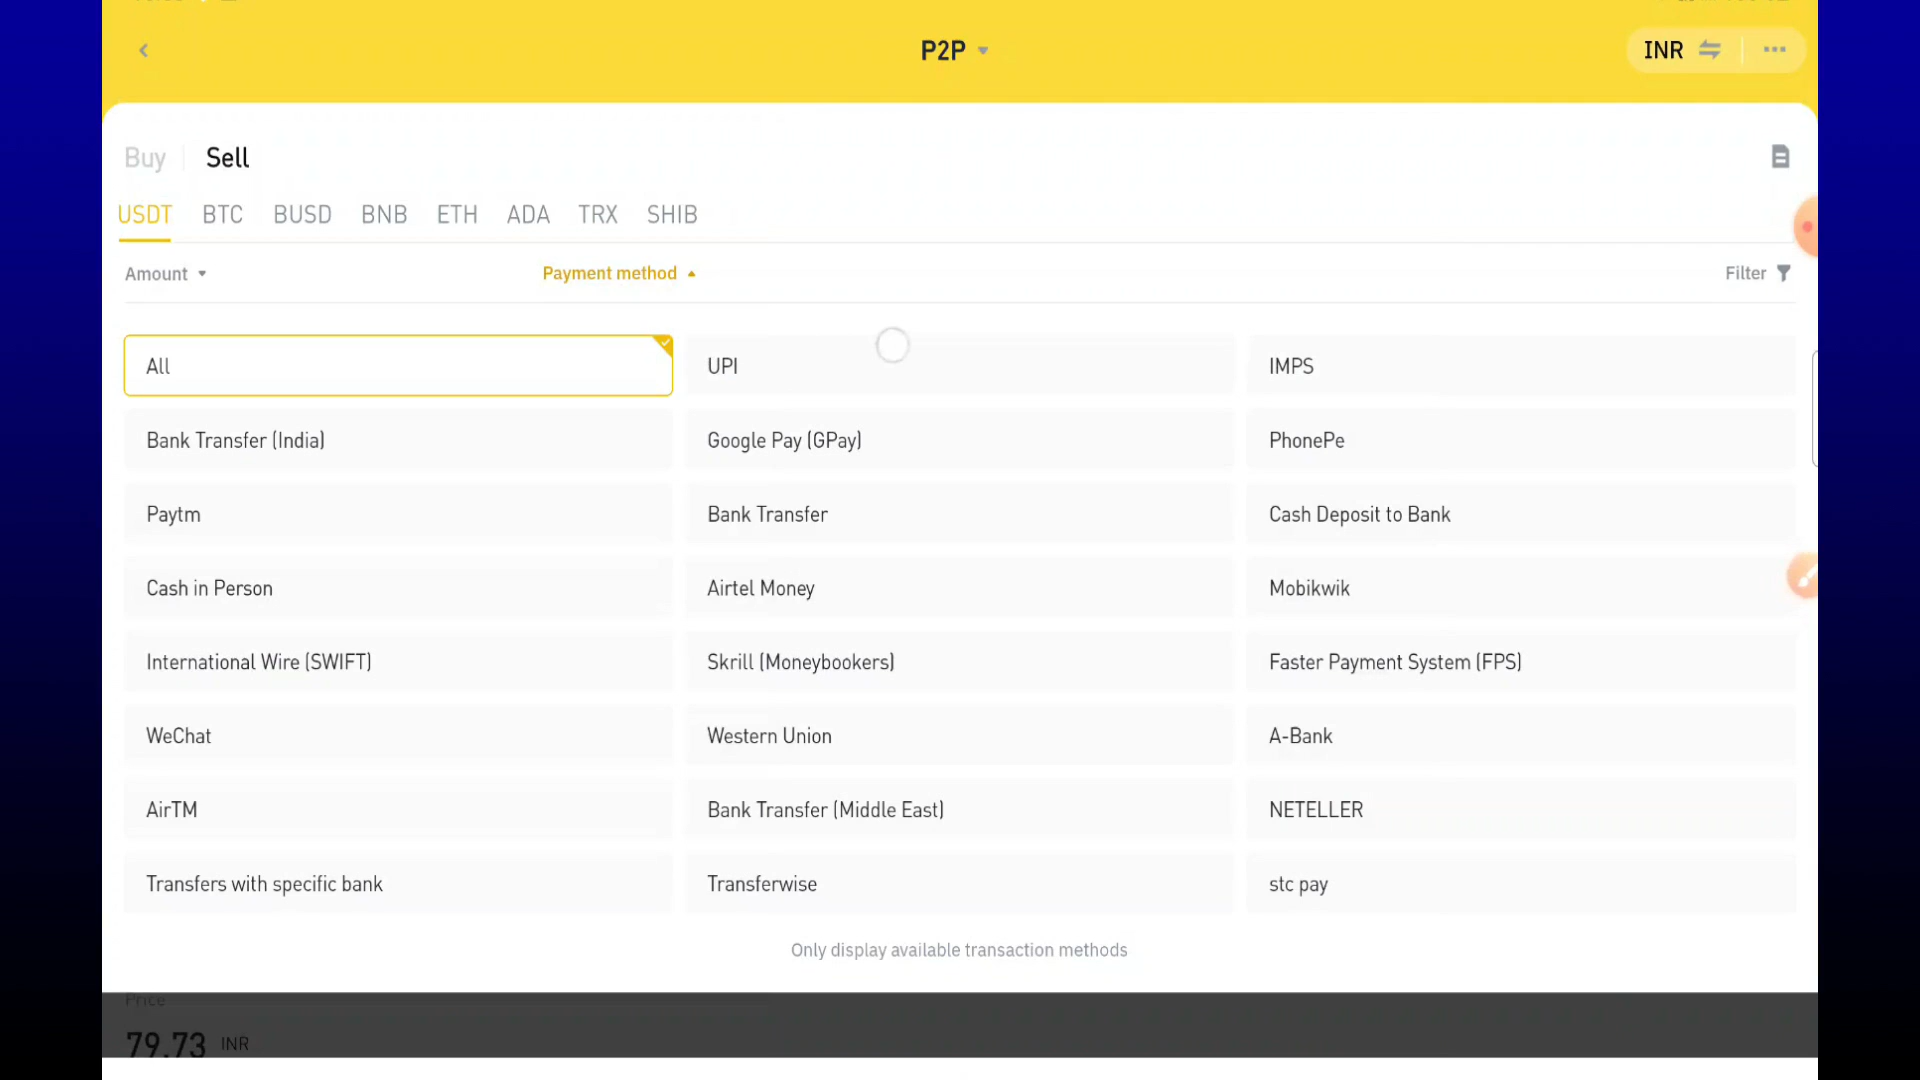 P2P
INR
Buy Sell
USDT BTC BUSD BNB ETH ADA TRX SHIB
Amount Payment method Filter
All UPI IMPS
Bank Transfer (India) Google Pay (GPay) PhonePe
Paytm Bank Transfer Cash Deposit to Bank
Cash in Person Airtel Money Mobikwik
International Wire (SWIFT) Skrill (Moneybookers) Faster Payment System (FPS)
WeChat Western Union A-Bank
AirTM Bank Transfer (Middle East) NETELLER
Transfers with specific bank Transferwise stc pay
Only display available transaction methods
Price
79.73 INR